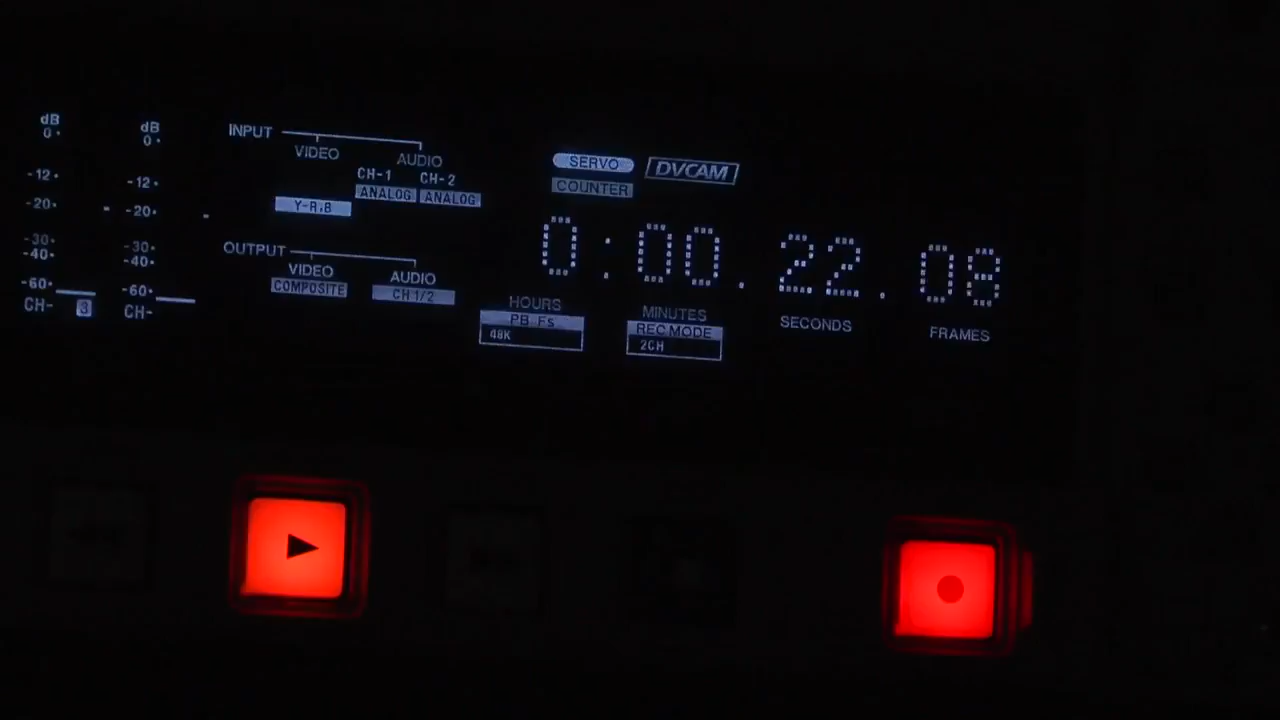 dB
0
-12
-20
-30
-40
-60
CH- 3
dB
0
-12
-20
-30
-40
-60
CH-
INPUT
VIDEO
AUDIO
CH-1 CH-2
Y-R,B
ANALOG ANALOG
OUTPUT
VIDEO
AUDIO
COMPOSITE
CH 1/2
SERVO DVCAM
COUNTER
0:00.22.08
HOURS MINUTES SECONDS FRAMES
PB Fs
48K
REC MODE
2CH